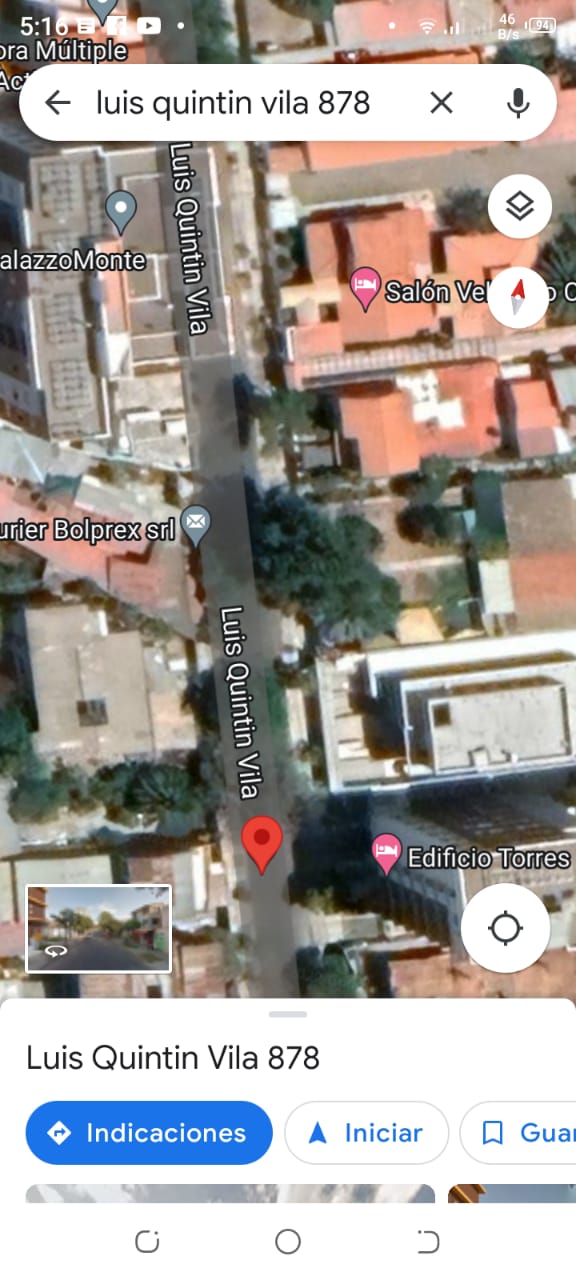 5:16
46
B/s
94
ora Múltiple
Act
luis quintin vila 878
Luis Quintin Vila
alazzoMonte
Salón Vel
o C
urier Bolprex srl
Luis Quintin Vila
Edificio Torres
Luis Quintin Vila 878
Indicaciones
Iniciar
Guar